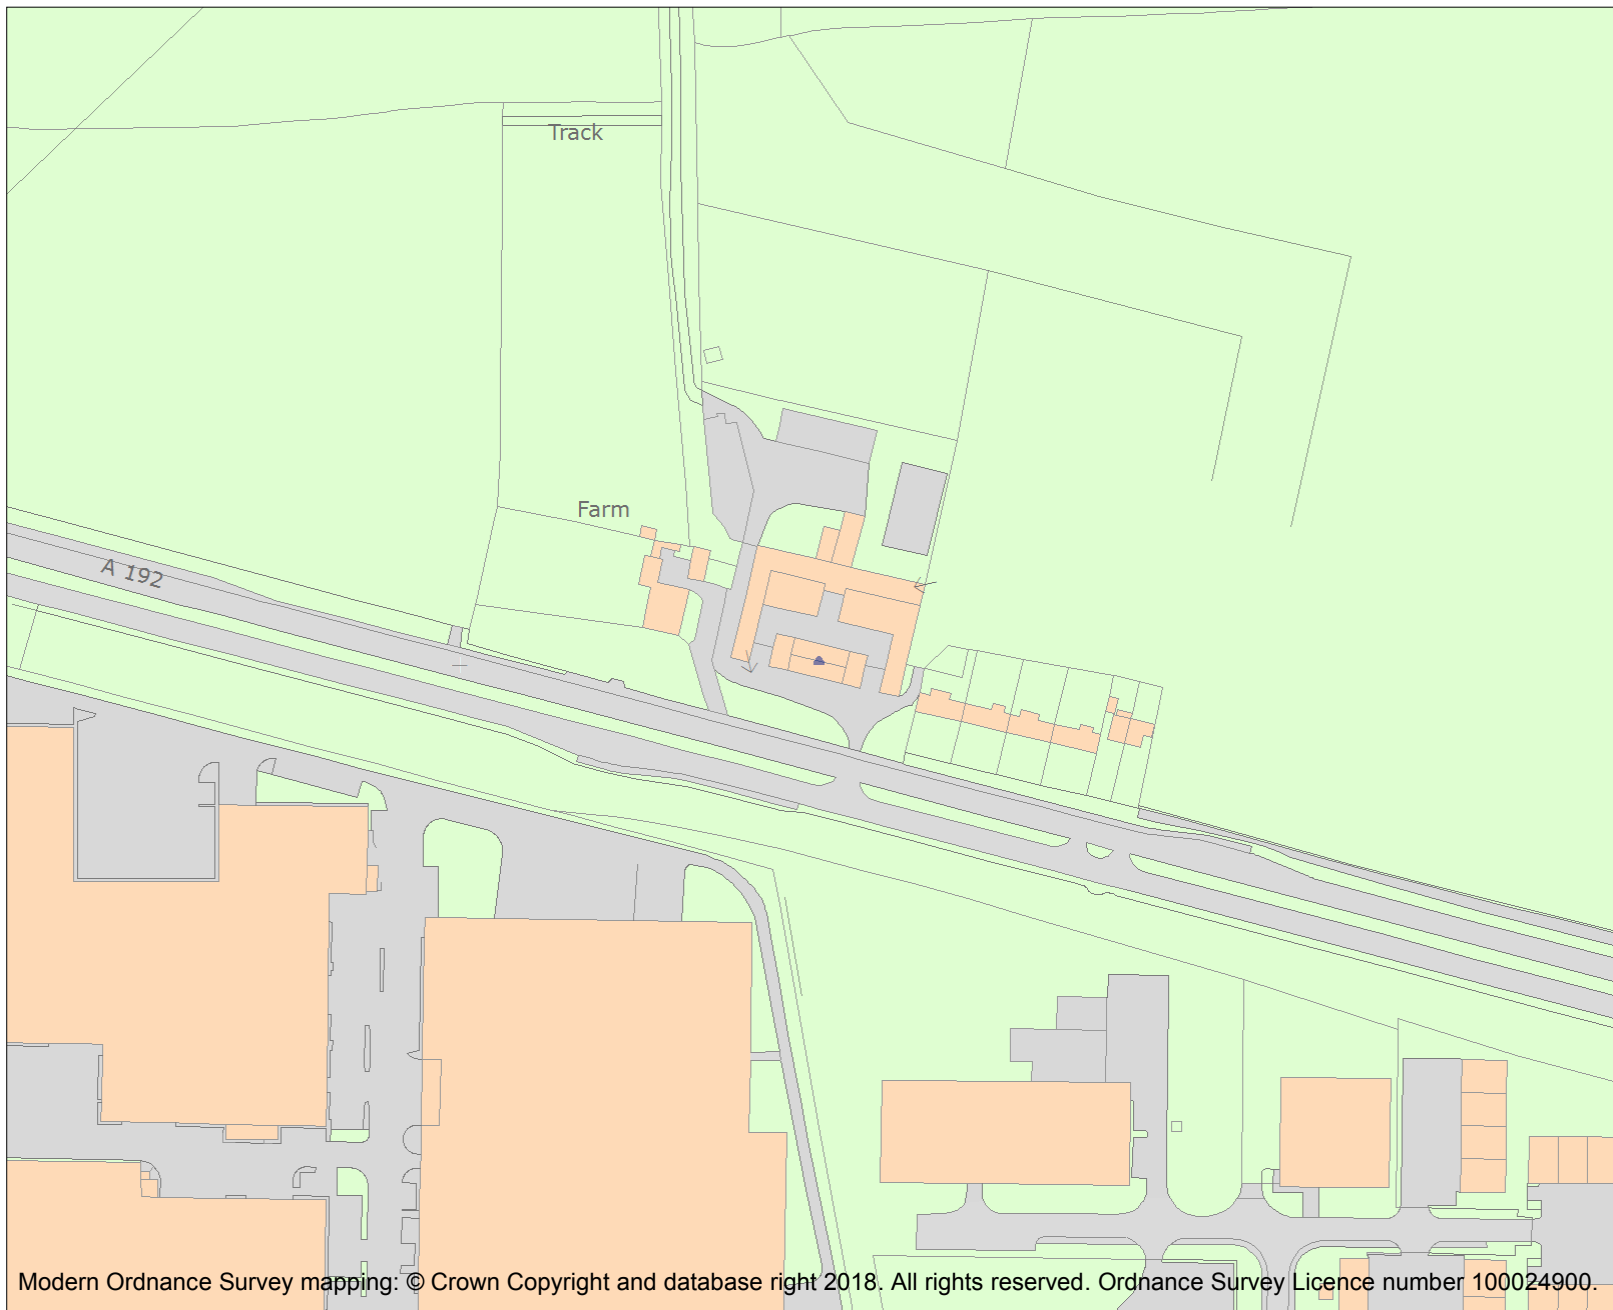 Track
Farm
A 192
Modern Ordnance Survey mapping: © Crown Copyright and database right 2018. All rights reserved. Ordnance Survey Licence number 100024900.